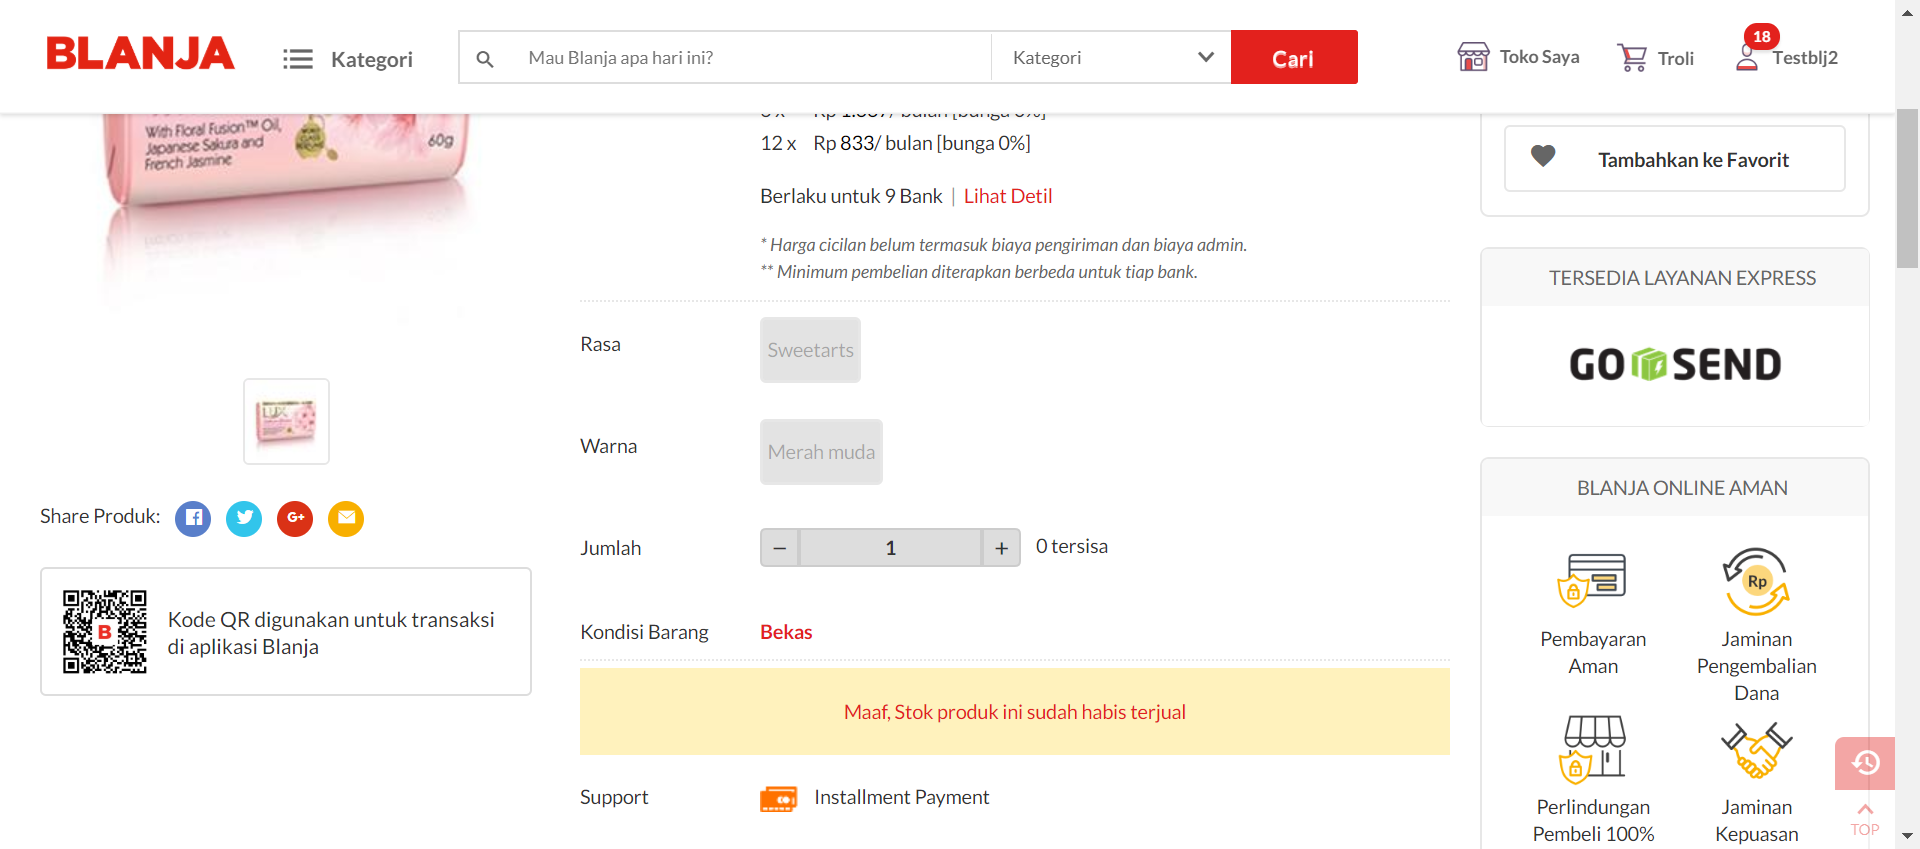 BLANJA
Kategori
Mau Blanja apa hari ini?
Kategori
Cari
Toko Saya
Troli
18
Testblj2
With Floral Fusion™ Oil,
Japanese Sakura and
French Jasmine
60g
12 x Rp 833/ bulan [bunga 0%]
Berlaku untuk 9 Bank | Lihat Detil
* Harga cicilan belum termasuk biaya pengiriman dan biaya admin.
** Minimum pembelian diterapkan berbeda untuk tiap bank.
Rasa
Sweetarts
Warna
Merah muda
Jumlah
− 1 + 0 tersisa
Kondisi Barang
Bekas
Maaf, Stok produk ini sudah habis terjual
Support
Installment Payment
LUX
Share Produk:
G+
B
Kode QR digunakan untuk transaksi
di aplikasi Blanja
Tambahkan ke Favorit
TERSEDIA LAYANAN EXPRESS
GO SEND
BLANJA ONLINE AMAN
Pembayaran
Aman
Rp
Jaminan
Pengembalian
Dana
Perlindungan
Pembeli 100%
Jaminan
Kepuasan
TOP